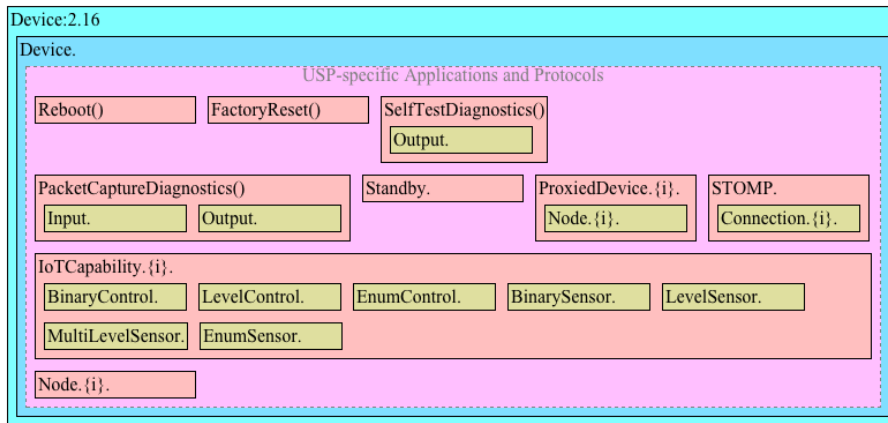 Device:2.16
Device.
USP-specific Applications and Protocols
Reboot() FactoryReset() SelfTestDiagnostics()
Output.
PacketCaptureDiagnostics() Standby. ProxiedDevice.{i}. STOMP.
Input. Output. Node.{i}. Connection.{i}.
IoTCapability.{i}.
BinaryControl. LevelControl. EnumControl. BinarySensor. LevelSensor.
MultiLevelSensor. EnumSensor.
Node.{i}.